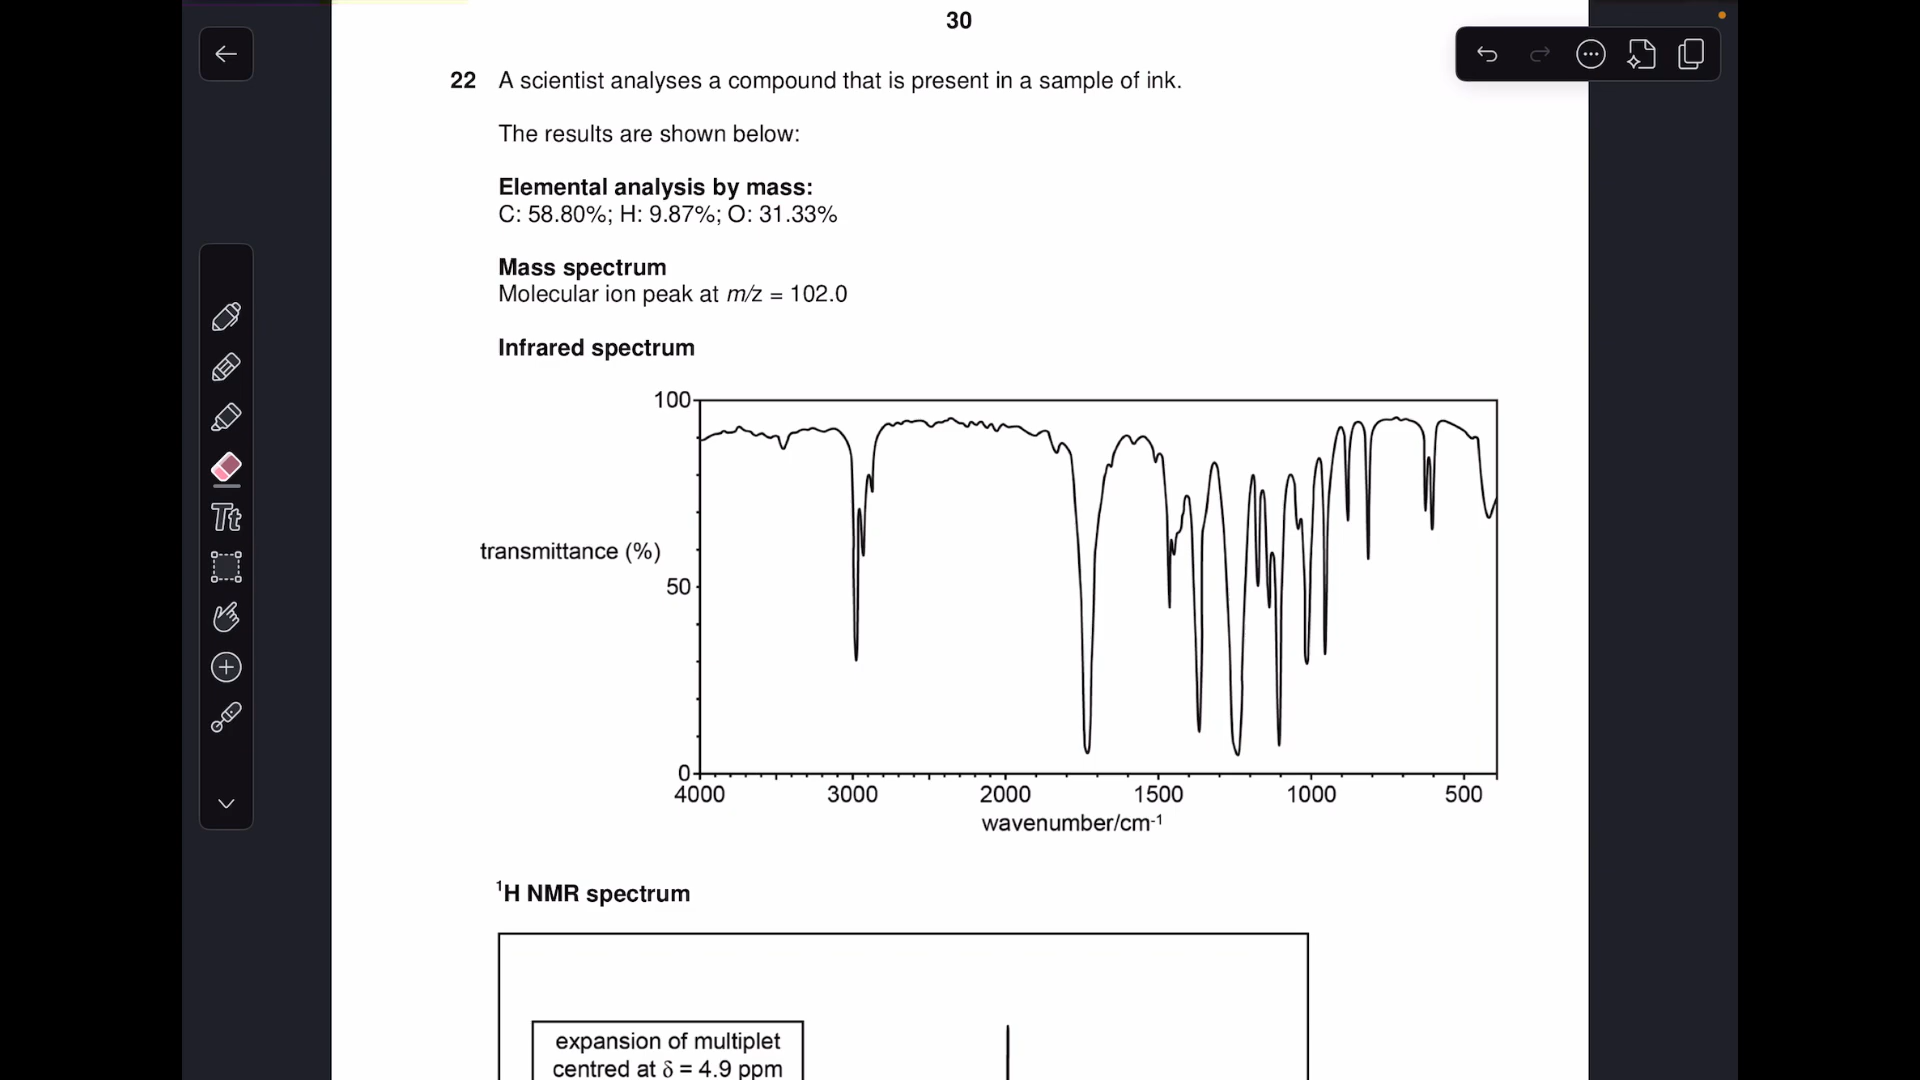 30
22 A scientist analyses a compound that is present in a sample of ink.
The results are shown below:
Elemental analysis by mass:
C: 58.80%; H: 9.87%; O: 31.33%
Mass spectrum
Molecular ion peak at m/z = 102.0
Infrared spectrum
100
transmittance (%)
50
0
4000 3000 2000 1500 1000 500
wavenumber/cm⁻¹
¹H NMR spectrum
expansion of multiplet
centred at δ = 4.9 ppm
Tt